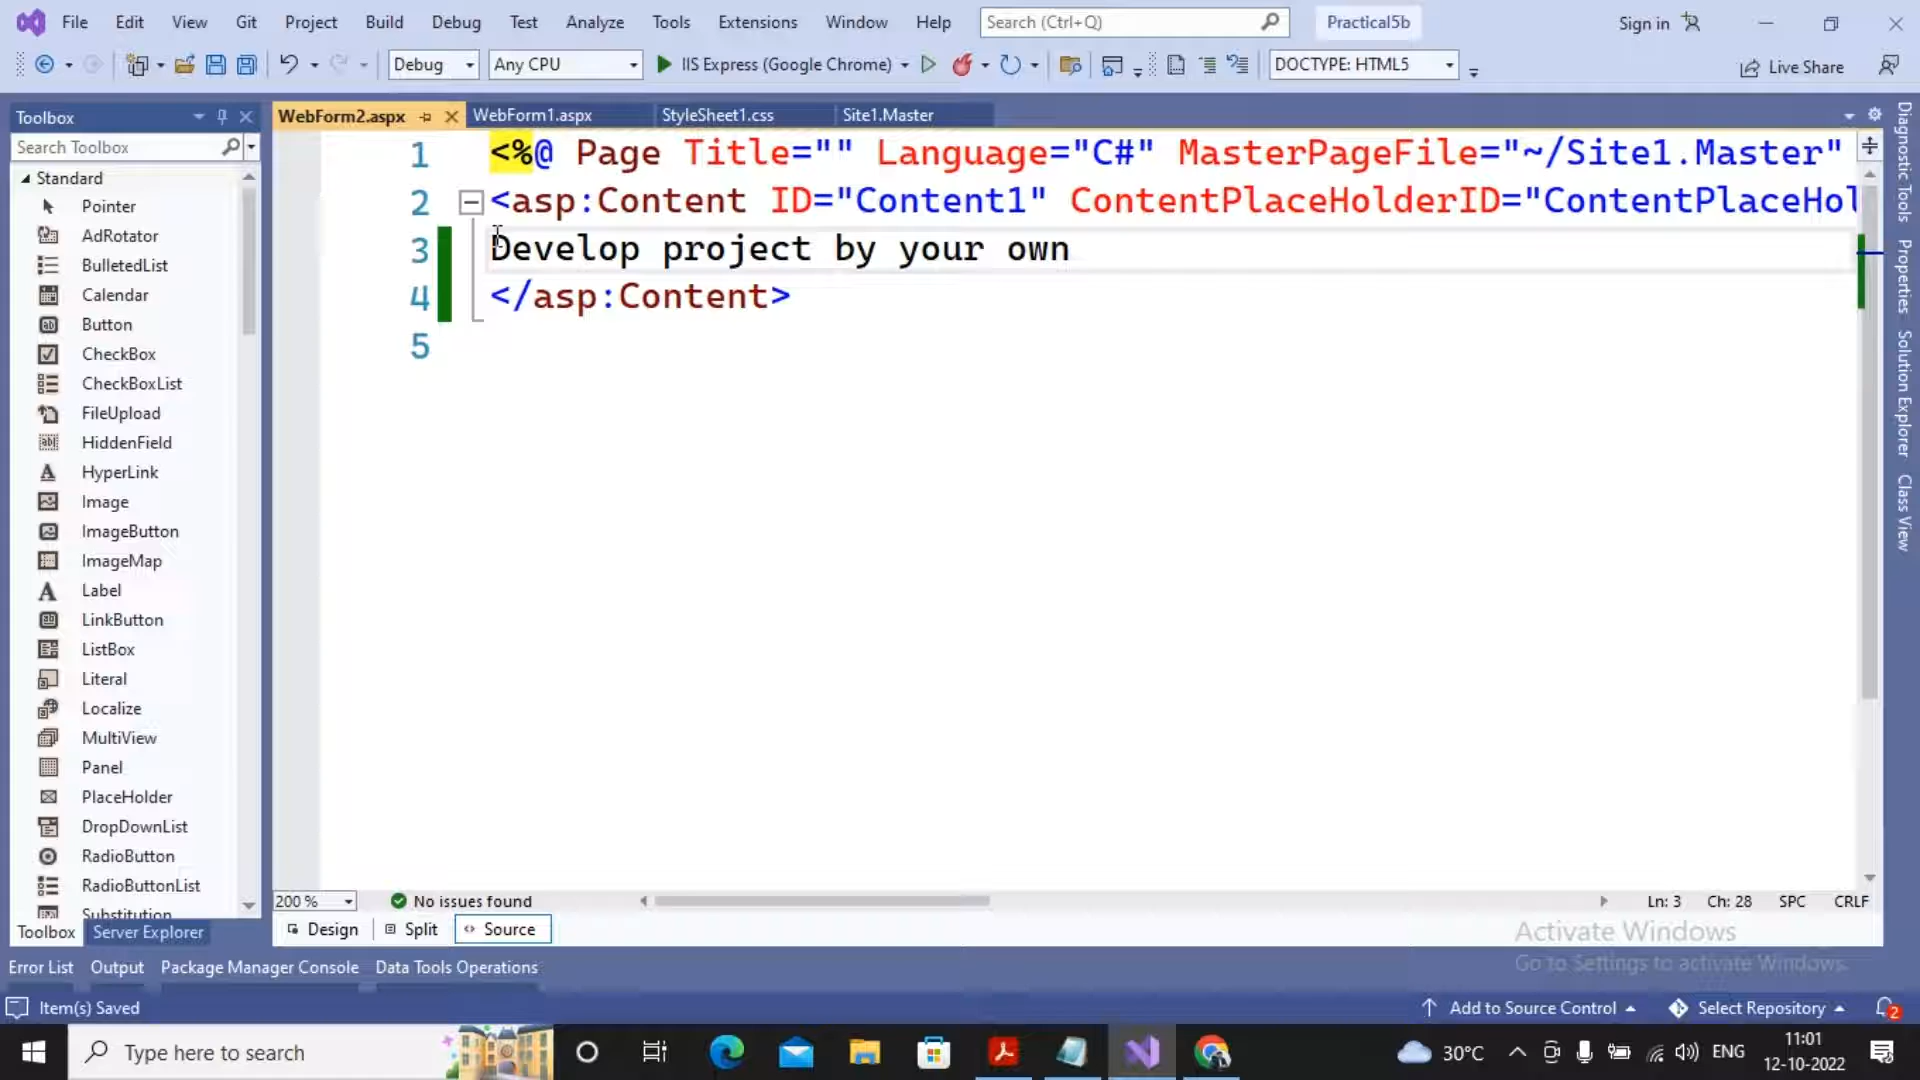 File Edit View Git Project Build Debug Test Analyze Tools Extensions Window Help Search (Ctrl+Q) Practical5b Sign in
Debug Any CPU IIS Express (Google Chrome) DOCTYPE: HTML5 Live Share
Toolbox
WebForm2.aspx WebForm1.aspx StyleSheet1.css Site1.Master
Search Toolbox
Standard
Pointer
AdRotator
BulletedList
Calendar
Button
CheckBox
CheckBoxList
FileUpload
HiddenField
HyperLink
Image
ImageButton
ImageMap
Label
LinkButton
ListBox
Literal
Localize
MultiView
Panel
PlaceHolder
DropDownList
RadioButton
RadioButtonList
Substitution
Toolbox Server Explorer
1 <%@ Page Title="" Language="C#" MasterPageFile="~/Site1.Master"
2 <asp:Content ID="Content1" ContentPlaceHolderID="ContentPlaceHol
3 Develop project by your own
4 </asp:Content>
5
200 % No issues found Ln: 3 Ch: 28 SPC CRLF
Design Split Source
Diagnostic Tools
Properties
Solution Explorer
Class View
Activate Windows
Go to Settings to activate Windows.
Error List Output Package Manager Console Data Tools Operations
Item(s) Saved Add to Source Control Select Repository 2
Type here to search 30°C ENG 11:01
12-10-2022